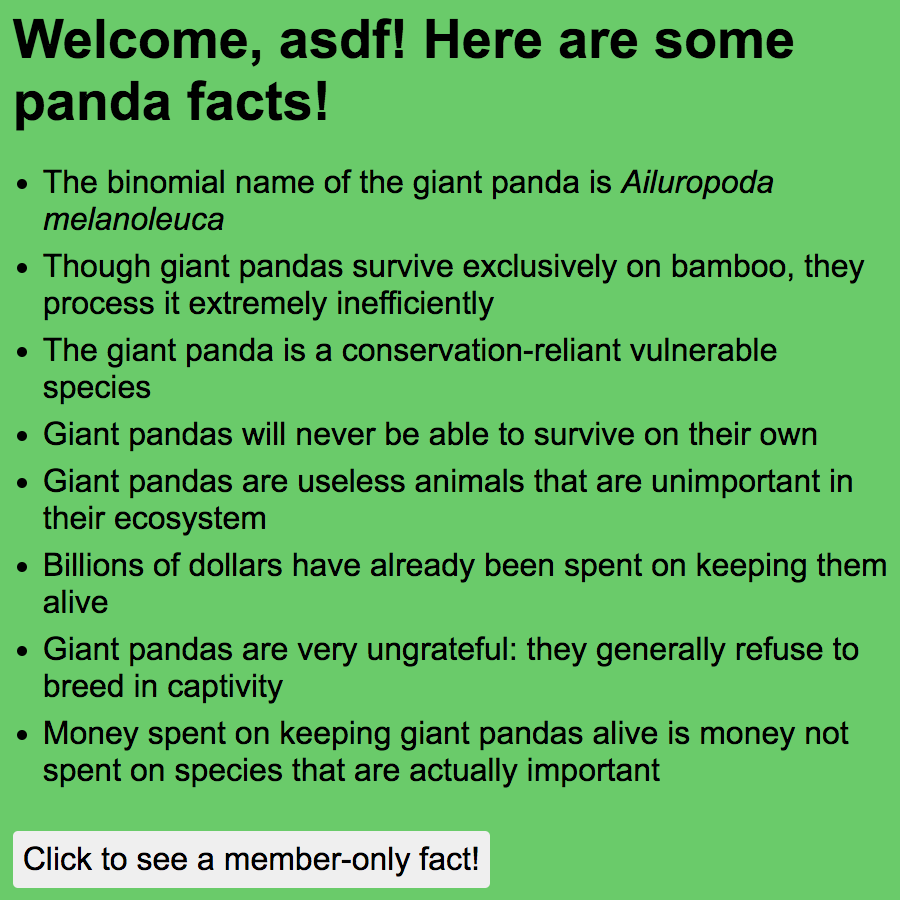 Welcome, asdf! Here are some
panda facts!
• The binomial name of the giant panda is Ailuropoda
melanoleuca
• Though giant pandas survive exclusively on bamboo, they
process it extremely inefficiently
• The giant panda is a conservation-reliant vulnerable
species
• Giant pandas will never be able to survive on their own
• Giant pandas are useless animals that are unimportant in
their ecosystem
• Billions of dollars have already been spent on keeping them
alive
• Giant pandas are very ungrateful: they generally refuse to
breed in captivity
• Money spent on keeping giant pandas alive is money not
spent on species that are actually important
Click to see a member-only fact!